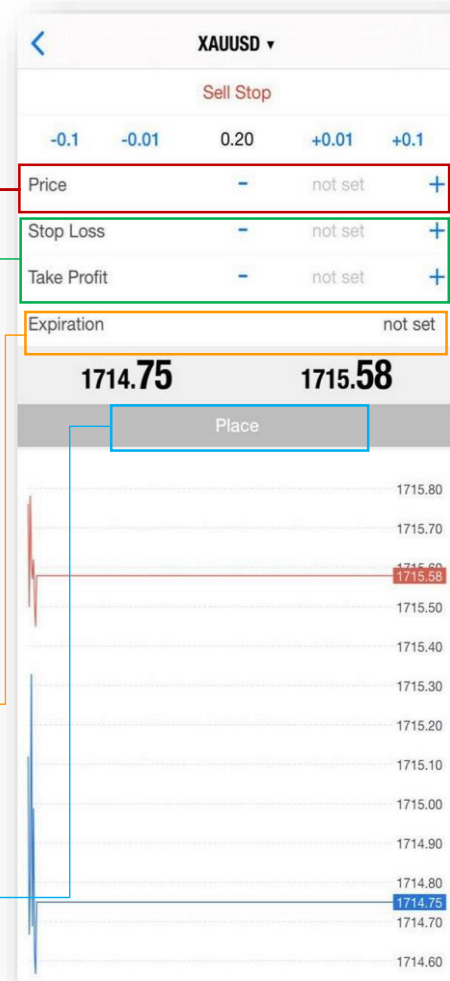 XAUUSD ▾
Sell Stop
-0.1 -0.01 0.20 +0.01 +0.1
Price - not set +
Stop Loss - not set +
Take Profit - not set +
Expiration not set
1714.75 1715.58
Place
1715.80
1715.70
1715.60
1715.58
1715.50
1715.40
1715.30
1715.20
1715.10
1715.00
1714.90
1714.80
1714.75
1714.70
1714.60